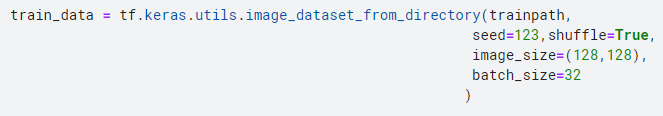 train_data = tf.keras.utils.image_dataset_from_directory(trainpath,
seed=123,shuffle=True,
image_size=(128,128),
batch_size=32
)